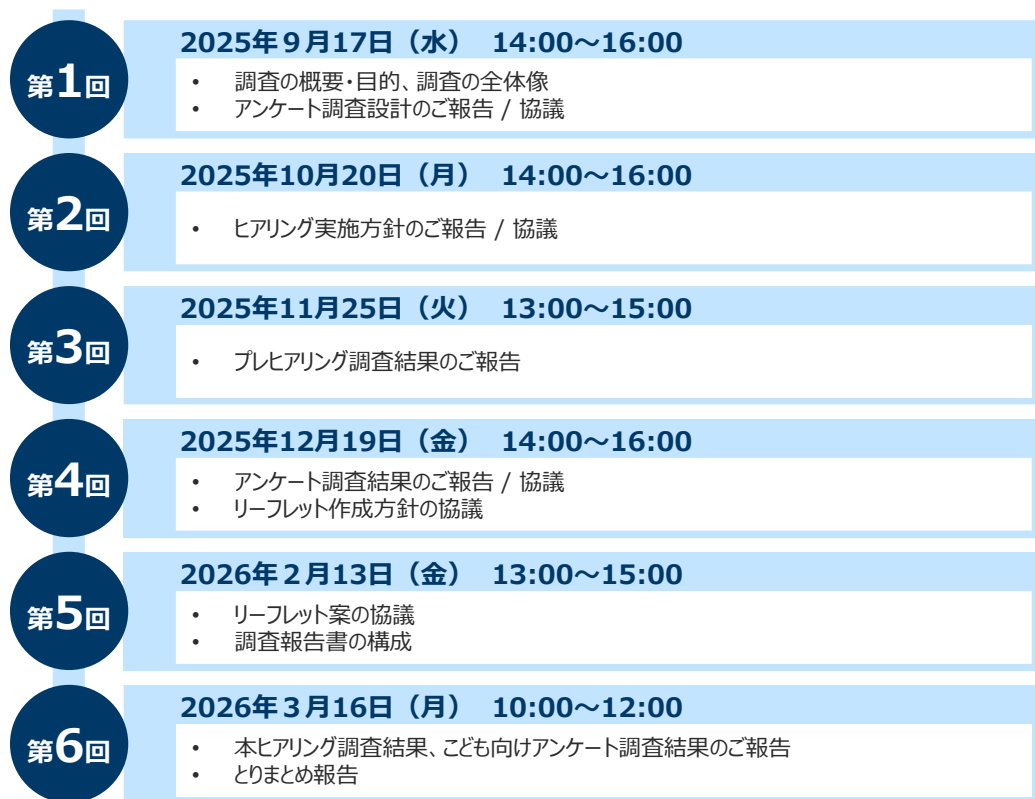 第1回
2025年９月17日（水） 14:00～16:00
• 調査の概要・目的、調査の全体像
• アンケート調査設計のご報告 / 協議
第2回
2025年10月20日（月） 14:00～16:00
• ヒアリング実施方針のご報告 / 協議
第3回
2025年11月25日（火） 13:00～15:00
• プレヒアリング調査結果のご報告
第4回
2025年12月19日（金） 14:00～16:00
• アンケート調査結果のご報告 / 協議
• リーフレット作成方針の協議
第5回
2026年２月13日（金） 13:00～15:00
• リーフレット案の協議
• 調査報告書の構成
第6回
2026年３月16日（月） 10:00～12:00
• 本ヒアリング調査結果、こども向けアンケート調査結果のご報告
• とりまとめ報告